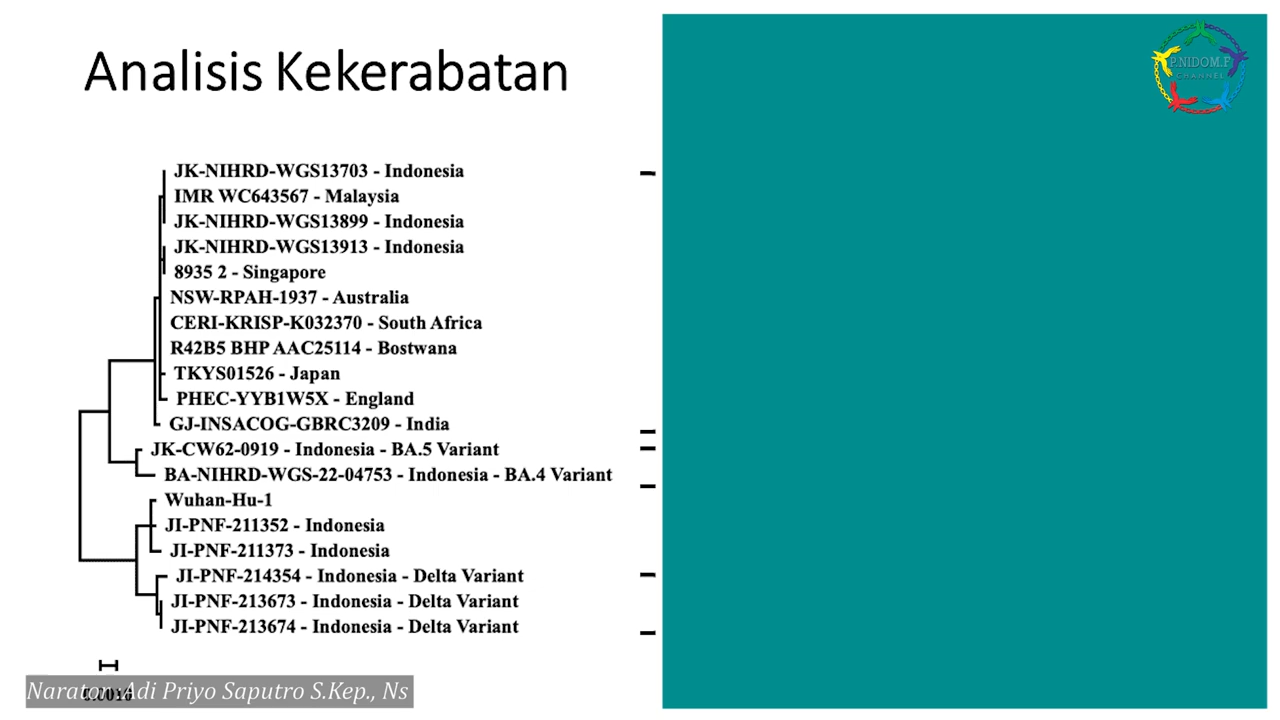 Analisis Kekerabatan
P.NIDOM.F
CHANNEL
JK-NIHRD-WGS13703 - Indonesia
IMR WC643567 - Malaysia
JK-NIHRD-WGS13899 - Indonesia
JK-NIHRD-WGS13913 - Indonesia
8935 2 - Singapore
NSW-RPAH-1937 - Australia
CERI-KRISP-K032370 - South Africa
R42B5 BHP AAC25114 - Bostwana
TKYS01526 - Japan
PHEC-YYB1W5X - England
GJ-INSACOG-GBRC3209 - India
JK-CW62-0919 - Indonesia - BA.5 Variant
BA-NIHRD-WGS-22-04753 - Indonesia - BA.4 Variant
Wuhan-Hu-1
JI-PNF-211352 - Indonesia
JI-PNF-211373 - Indonesia
JI-PNF-214354 - Indonesia - Delta Variant
JI-PNF-213673 - Indonesia - Delta Variant
JI-PNF-213674 - Indonesia - Delta Variant
Narator: Adi Priyo Saputro S.Kep., Ns